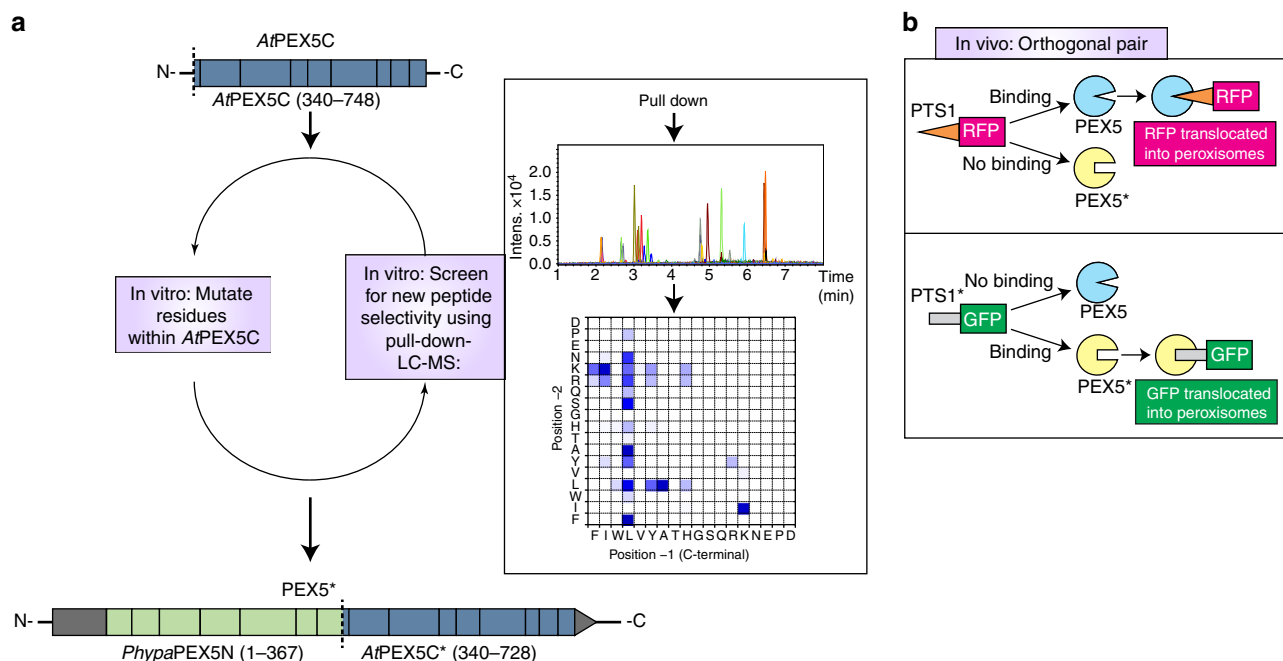 a
AtPEX5C
N-
-C
AtPEX5C (340–748)
In vitro: Mutate
residues
within AtPEX5C
In vitro: Screen
for new peptide
selectivity using
pull-down-
LC-MS:
Pull down
Intens. ×10⁴
2.0
1.5
1.0
0.5
0.0
1 2 3 4 5 6 7
Time
(min)
Position –2
D
P
E
N
K
R
Q
S
G
H
T
A
Y
V
L
W
I
F
F I W L V Y A T H G S Q R K N E P D
Position –1 (C-terminal)
PEX5*
N-
-C
PhypaPEX5N (1–367)
AtPEX5C* (340–728)
b
In vivo: Orthogonal pair
PTS1
RFP
Binding
PEX5
RFP
RFP translocated
into peroxisomes
No binding
PEX5*
PTS1*
GFP
No binding
PEX5
Binding
PEX5*
GFP
GFP translocated
into peroxisomes